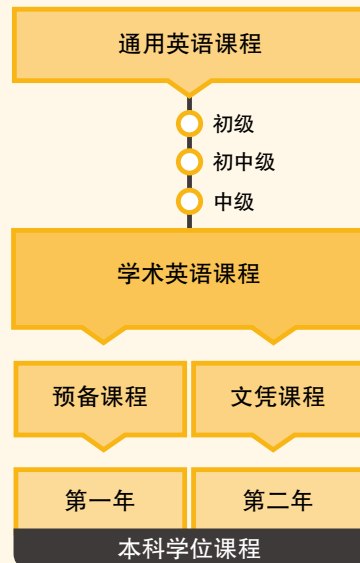 通用英语课程
初级
初中级
中级
学术英语课程
预备课程
文凭课程
第一年
第二年
本科学位课程